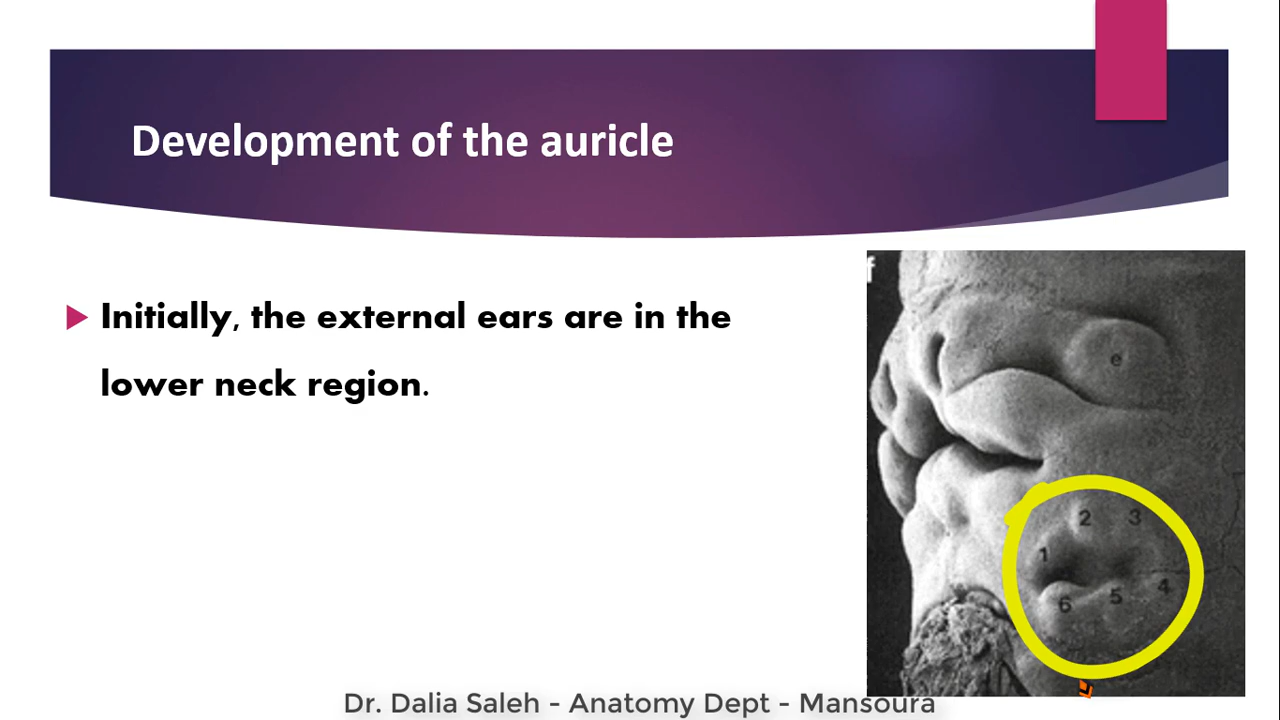 Development of the auricle
Initially, the external ears are in the
lower neck region.
f
e
2 3
1
4
6 5
Dr. Dalia Saleh - Anatomy Dept - Mansoura